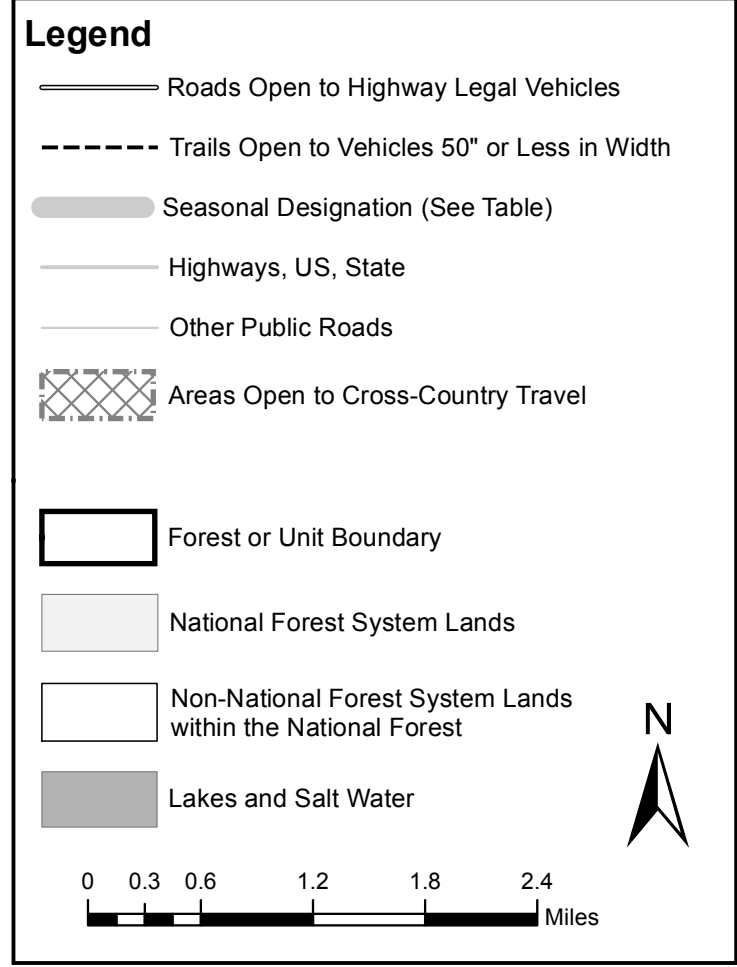 Legend
Roads Open to Highway Legal Vehicles
Trails Open to Vehicles 50" or Less in Width
Seasonal Designation (See Table)
Highways, US, State
Other Public Roads
Areas Open to Cross-Country Travel
Forest or Unit Boundary
National Forest System Lands
Non-National Forest System Lands
within the National Forest
N
Lakes and Salt Water
0 0.3 0.6 1.2 1.8 2.4
Miles